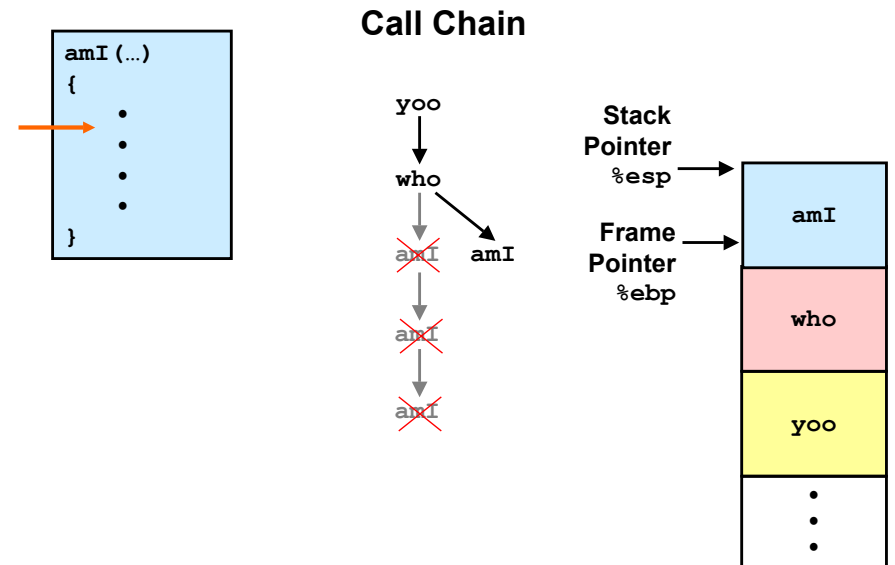 Call Chain
amI(…)
{
•
•
•
•
}
yoo
who
amI
amI
amI
amI
Stack
Pointer
%esp
Frame
Pointer
%ebp
amI
who
yoo
•
•
•